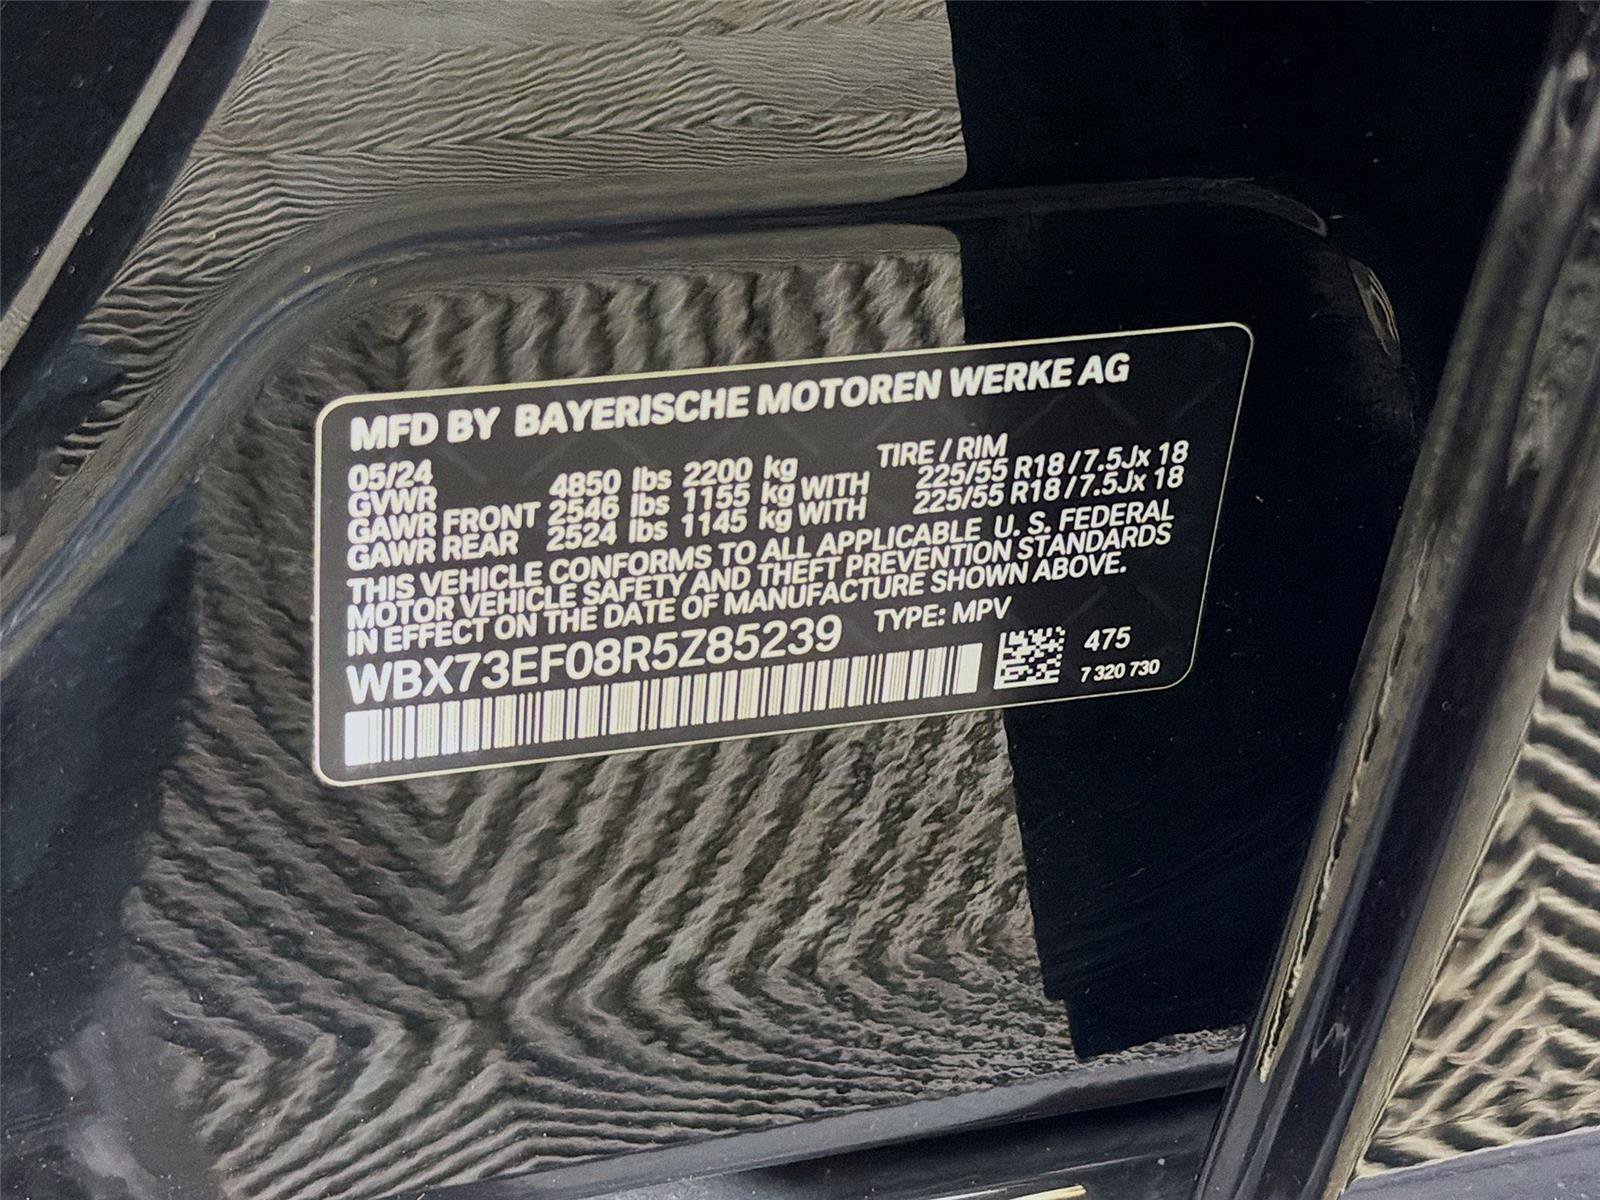 MFD BY BAYERISCHE MOTOREN WERKE AG
05/24 TIRE / RIM
GVWR 4850 lbs 2200 kg
GAWR FRONT 2546 lbs 1155 kg WITH 225/55 R18 / 7.5Jx 18
GAWR REAR 2524 lbs 1145 kg WITH 225/55 R18 / 7.5Jx 18
THIS VEHICLE CONFORMS TO ALL APPLICABLE U. S. FEDERAL
MOTOR VEHICLE SAFETY AND THEFT PREVENTION STANDARDS
IN EFFECT ON THE DATE OF MANUFACTURE SHOWN ABOVE.
WBX73EF08R5Z85239 TYPE: MPV
475
7 320 730